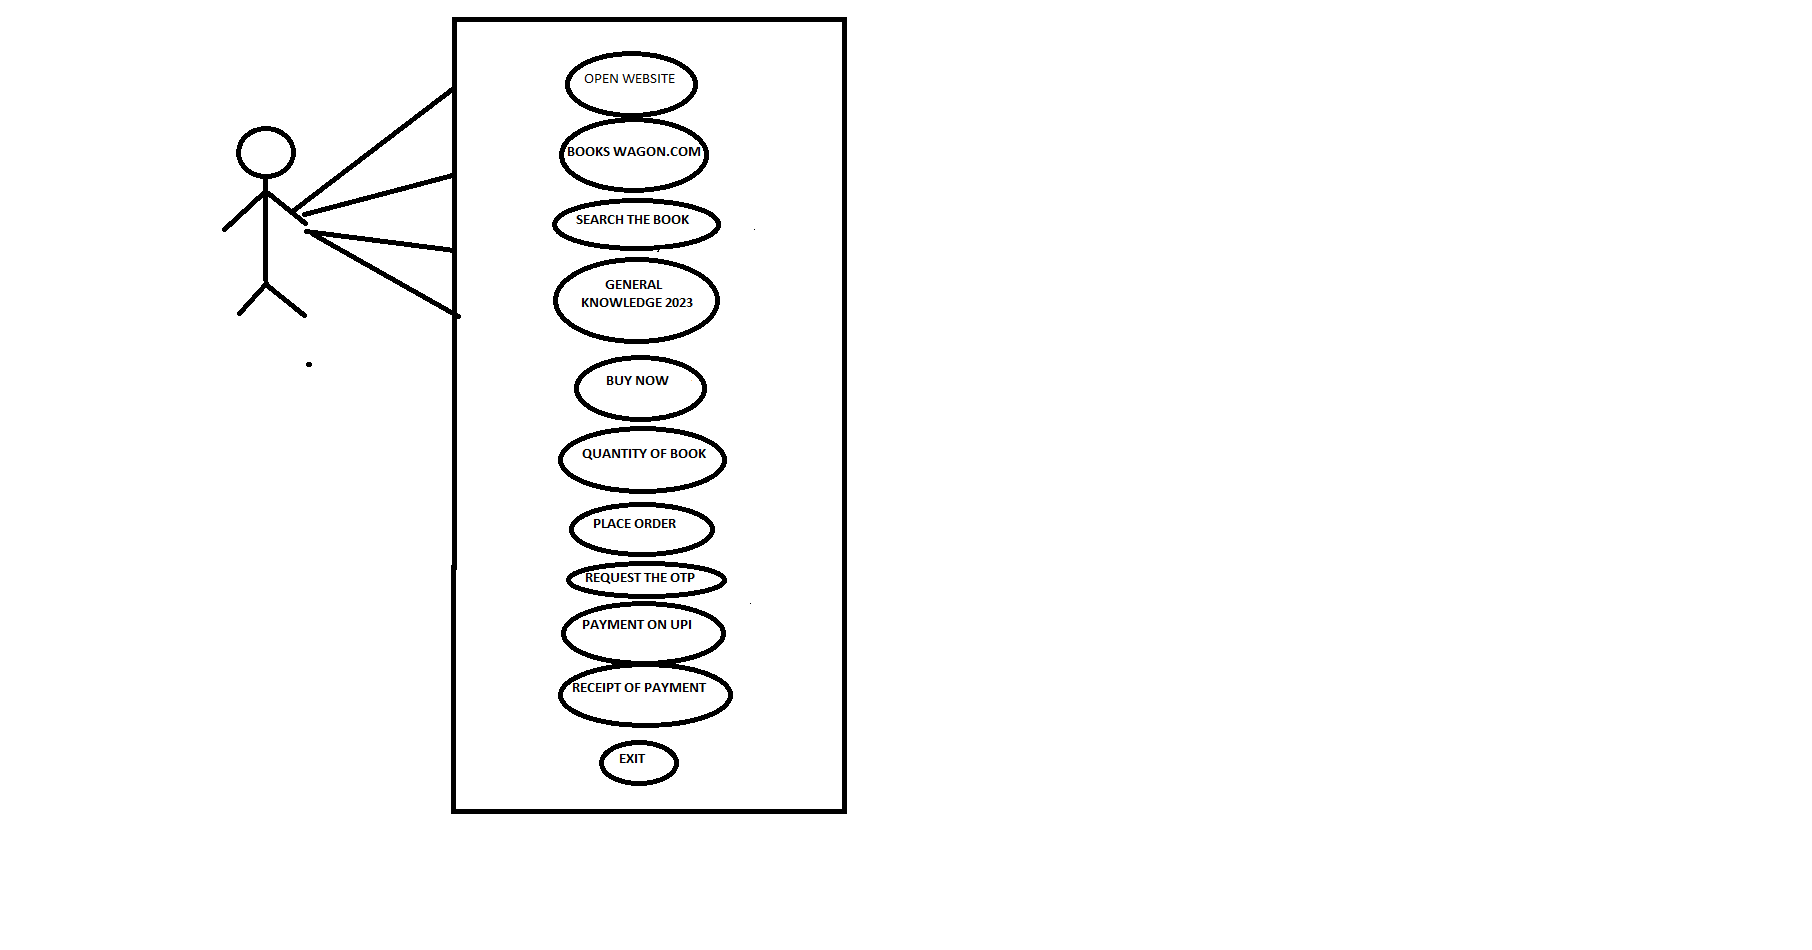 OPEN WEBSITE
BOOKS WAGON.COM
SEARCH THE BOOK
GENERAL
KNOWLEDGE 2023
BUY NOW
QUANTITY OF BOOK
PLACE ORDER
REQUEST THE OTP
PAYMENT ON UPI
RECEIPT OF PAYMENT
EXIT